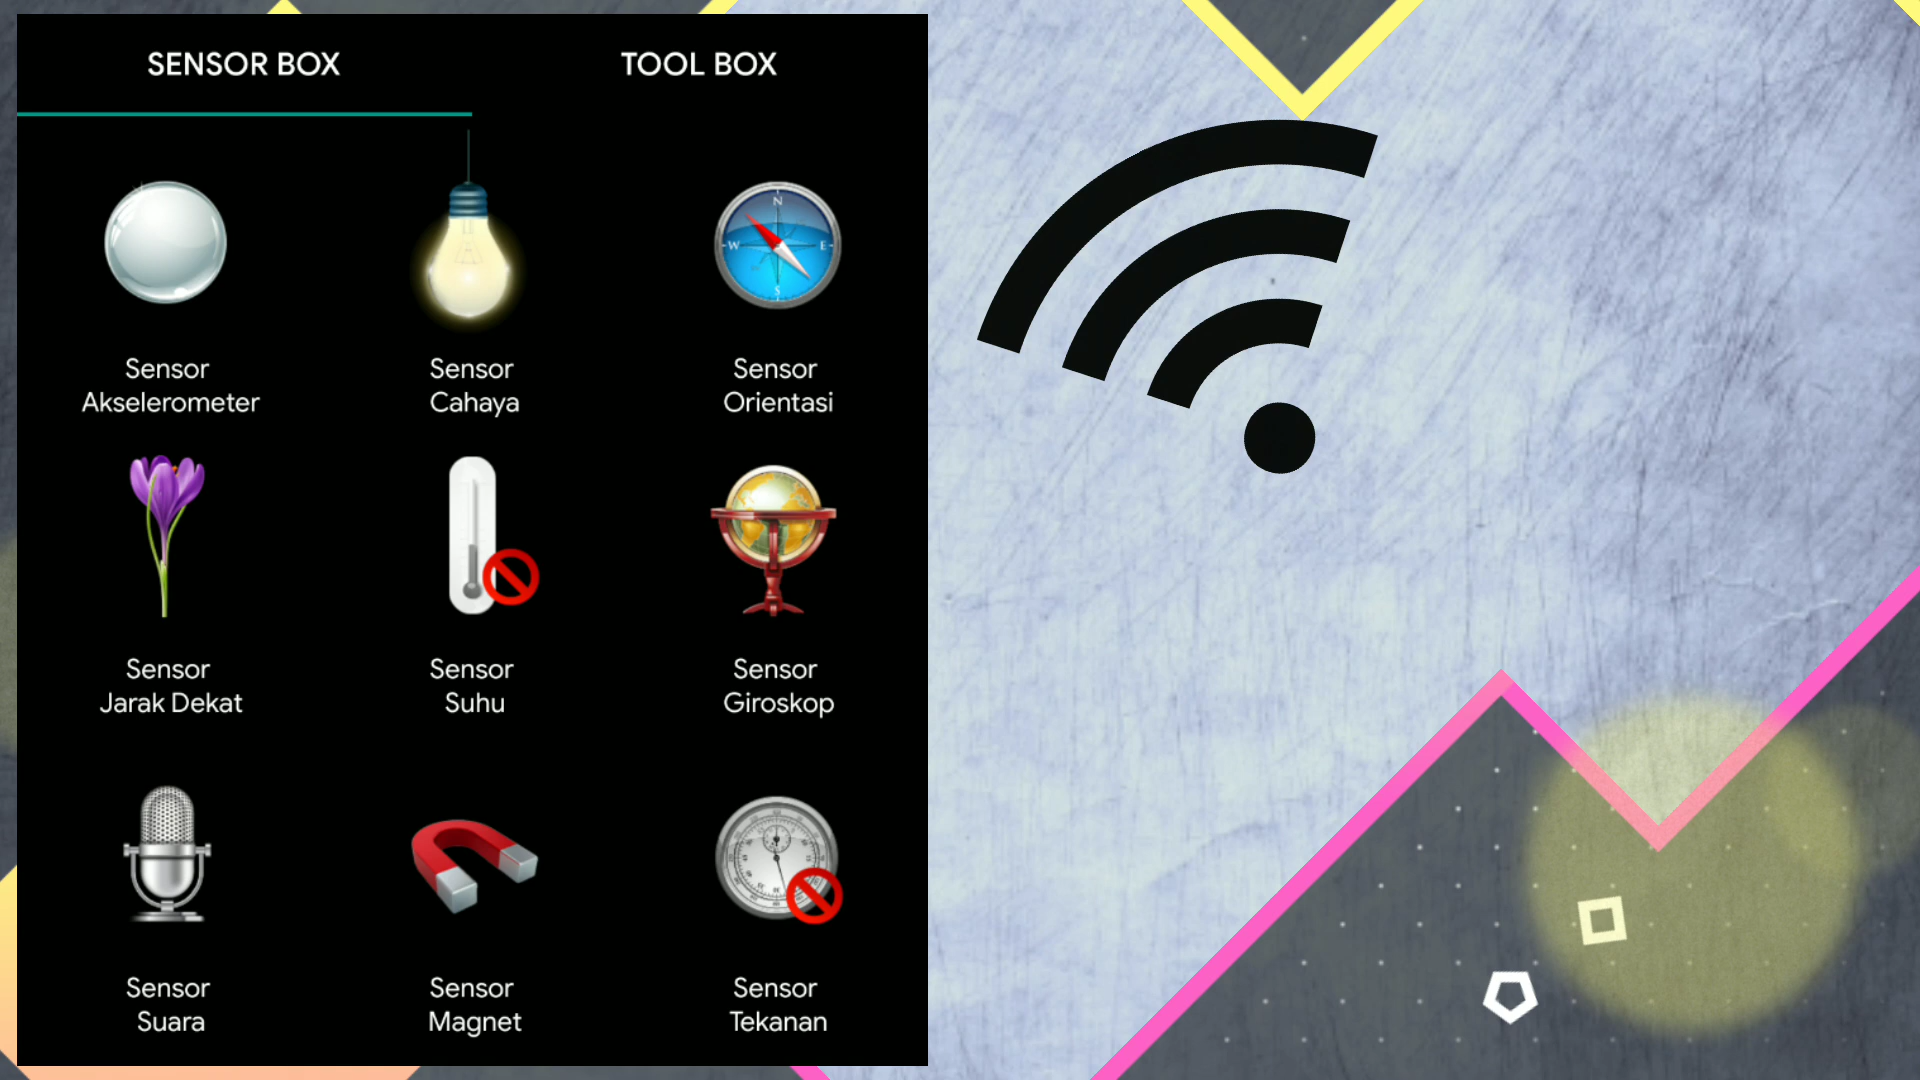 SENSOR BOX
TOOL BOX
N
W
E
S
Sensor
Akselerometer
Sensor
Cahaya
Sensor
Orientasi
Sensor
Jarak Dekat
Sensor
Suhu
Sensor
Giroskop
Sensor
Suara
Sensor
Magnet
Sensor
Tekanan